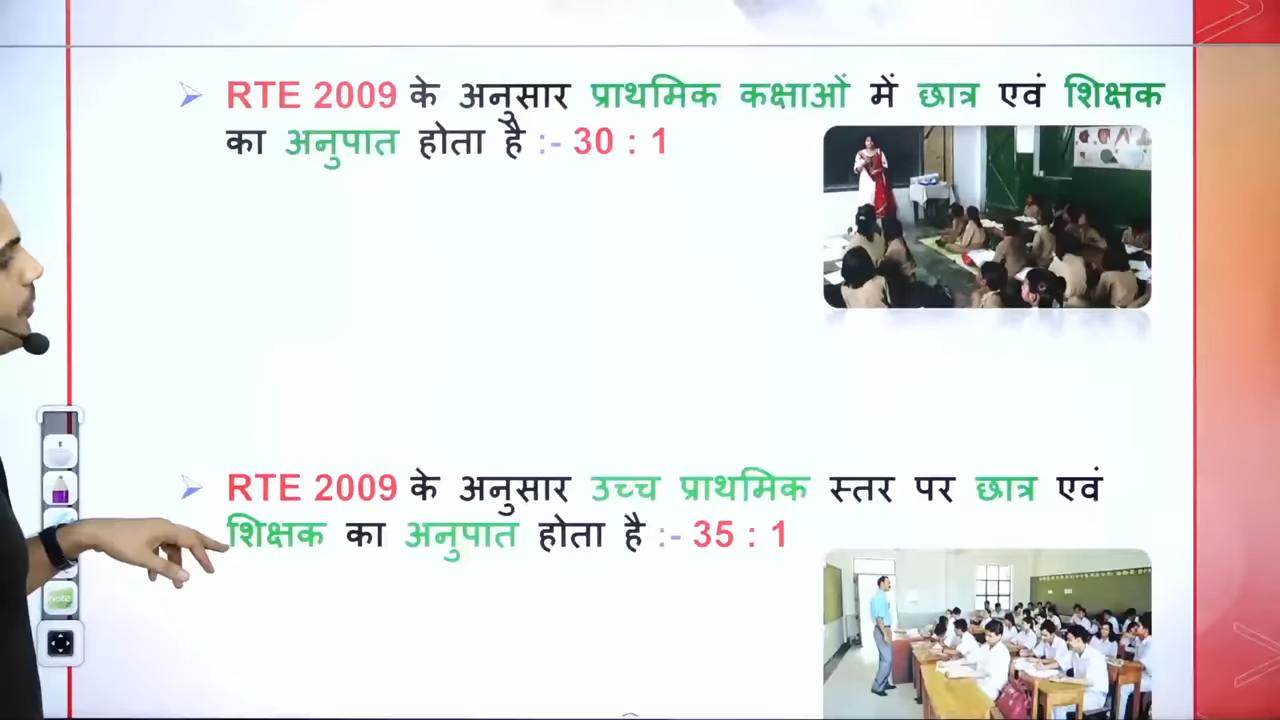 RTE 2009 के अनुसार प्राथमिक कक्षाओं में छात्र एवं शिक्षक
का अनुपात होता है :- 30 : 1
RTE 2009 के अनुसार उच्च प्राथमिक स्तर पर छात्र एवं
शिक्षक का अनुपात होता है :- 35 : 1
note